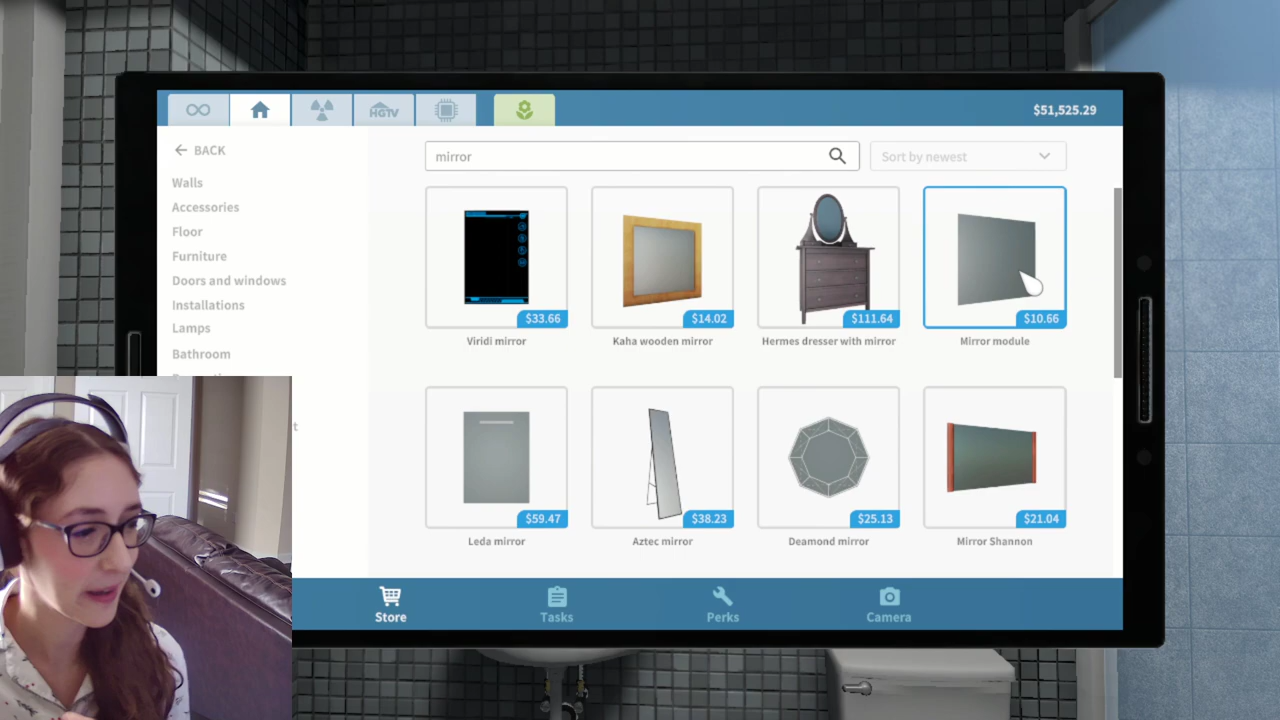 HGTV
$51,525.29
BACK
mirror
Sort by newest
Walls
Accessories
Floor
Furniture
Doors and windows
Installations
Lamps
Bathroom
t
$33.66
$14.02
$111.64
$10.66
Viridi mirror
Kaha wooden mirror
Hermes dresser with mirror
Mirror module
$59.47
$38.23
$25.13
$21.04
Leda mirror
Aztec mirror
Deamond mirror
Mirror Shannon
Store
Tasks
Perks
Camera